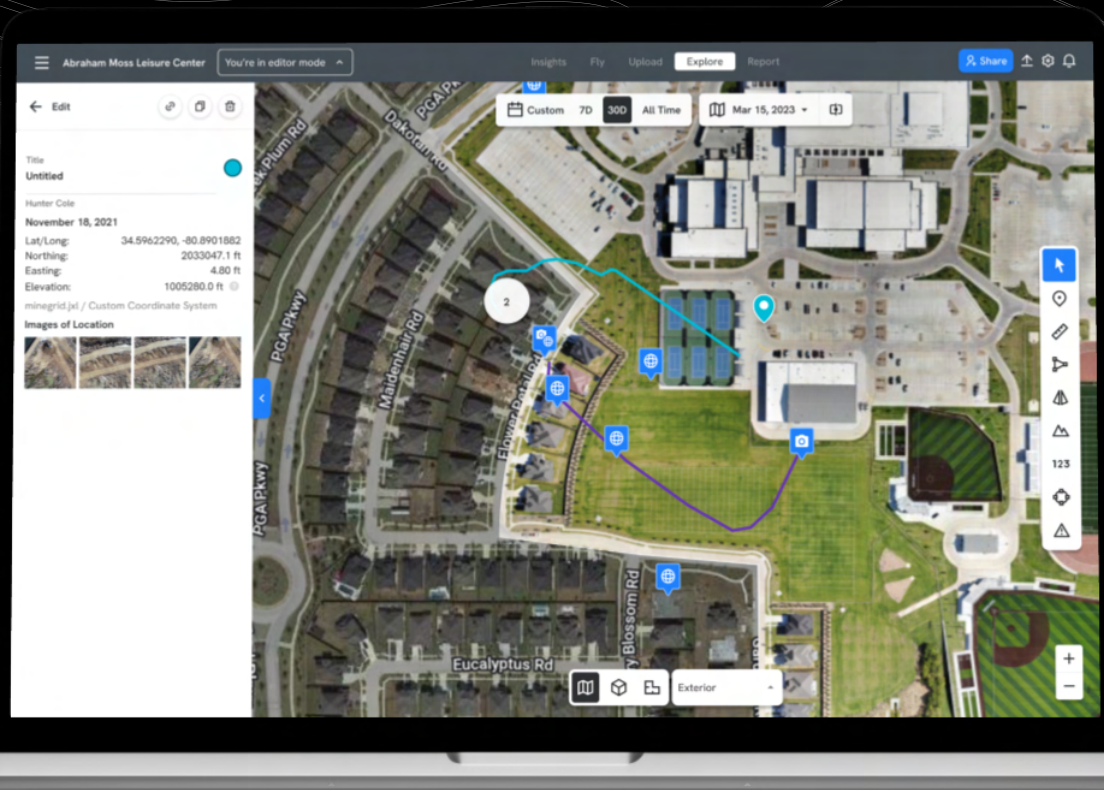 Abraham Moss Leisure Center
You're in editor mode
Insights
Fly
Upload
Explore
Report
Share
Edit
Custom
7D
30D
All Time
Mar 15, 2023
Title
Untitled
Hunter Cole
November 18, 2021
Lat/Long: 34.5962290, -80.8901882
Northing: 2033047.1 ft
Easting: 4.80 ft
Elevation: 1005280.0 ft
minegrid.jxl / Custom Coordinate System
Images of Location
Dakotan Rd
Plum Rd
PGA Pkwy
Maidenhair Rd
2
PGA Pkwy
Blossom Rd
Eucalyptus Rd
123
Exterior
+
−